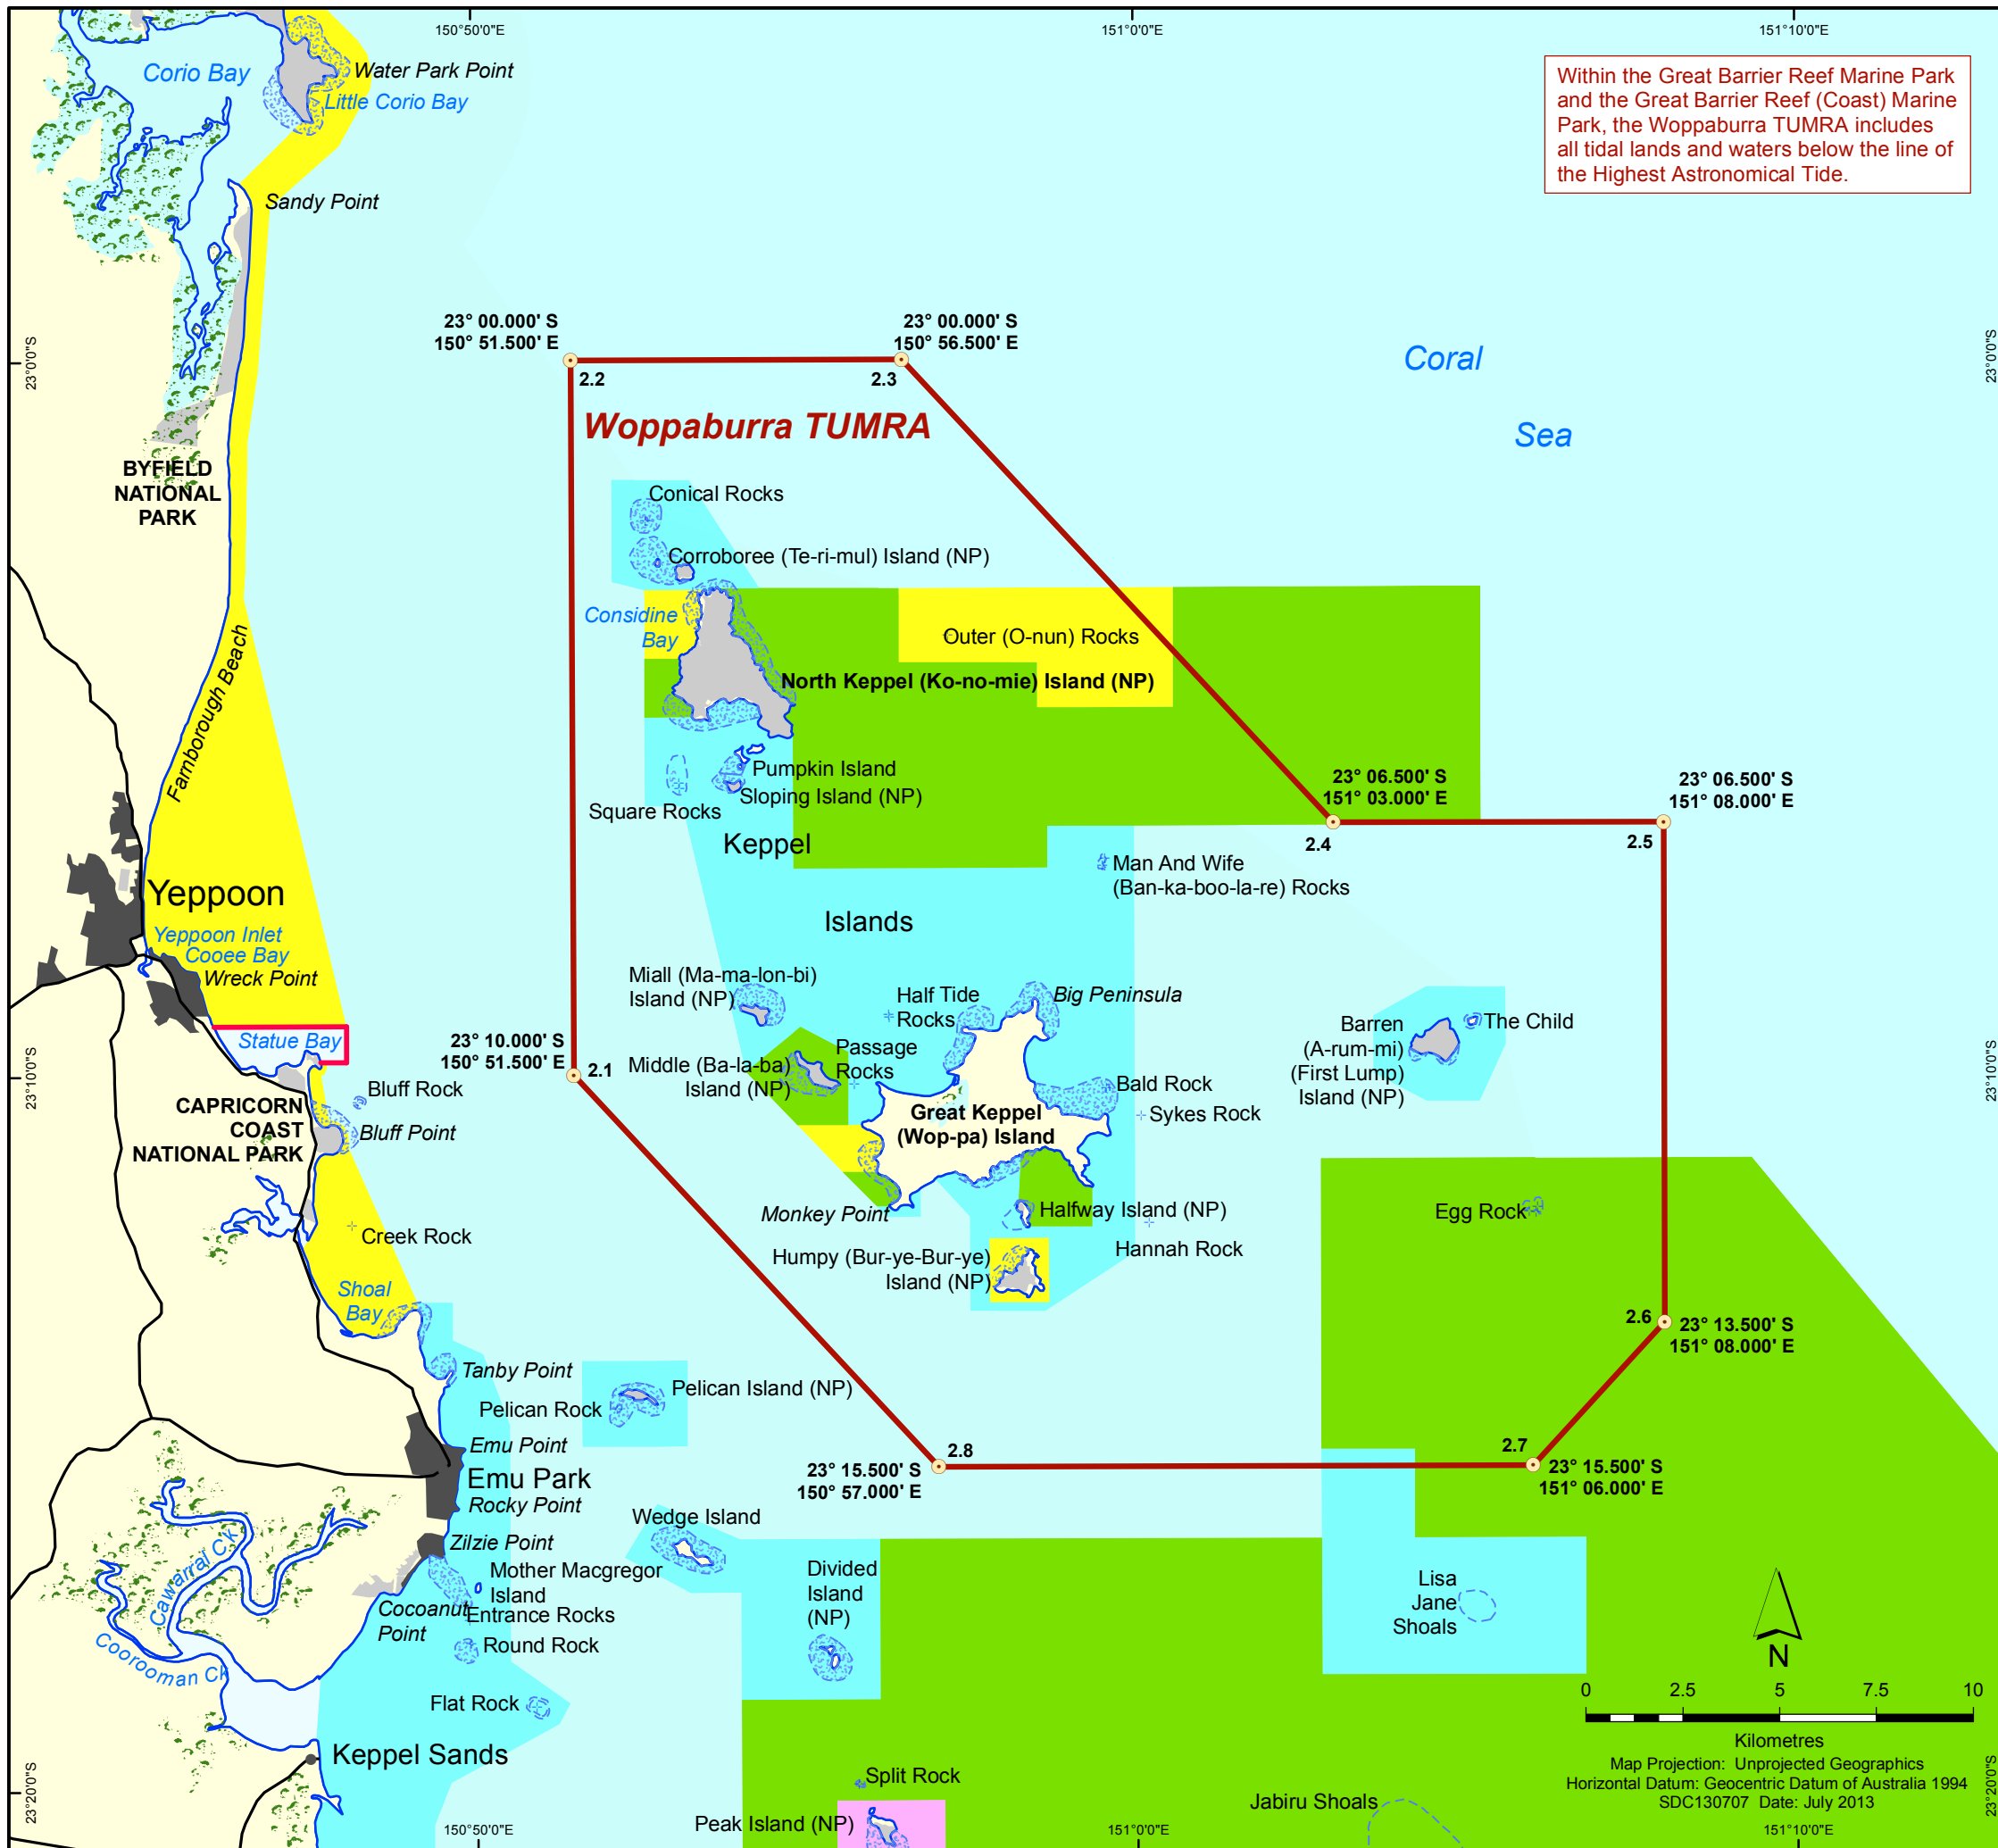 150°50'0"E
151°0'0"E
151°10'0"E
Within the Great Barrier Reef Marine Park
and the Great Barrier Reef (Coast) Marine
Park, the Woppaburra TUMRA includes
all tidal lands and waters below the line of
the Highest Astronomical Tide.
Corio Bay
Water Park Point
Little Corio Bay
Sandy Point
23° 00.000' S
150° 51.500' E
23° 00.000' S
150° 56.500' E
23°0'0"S
23°0'0"S
2.2
2.3
Coral
Sea
Woppaburra TUMRA
BYFIELD
NATIONAL
PARK
Conical Rocks
Corroboree (Te-ri-mul) Island (NP)
Considine
Bay
Outer (O-nun) Rocks
North Keppel (Ko-no-mie) Island (NP)
Farnborough Beach
Pumpkin Island
Sloping Island (NP)
Square Rocks
23° 06.500' S
151° 03.000' E
23° 06.500' S
151° 08.000' E
2.4
2.5
Keppel
Islands
Man And Wife
(Ban-ka-boo-la-re) Rocks
Yeppoon
Yeppoon Inlet
Cooee Bay
Wreck Point
Statue Bay
Miall (Ma-ma-lon-bi)
Island (NP)
Half Tide
Rocks
Big Peninsula
Barren
(A-rum-mi)
(First Lump)
Island (NP)
The Child
23° 10.000' S
150° 51.500' E
2.1
Middle (Ba-la-ba)
Island (NP)
Passage
Rocks
23°10'0"S
23°10'0"S
Bluff Rock
Bald Rock
Sykes Rock
CAPRICORN
COAST
NATIONAL PARK
Bluff Point
Great Keppel
(Wop-pa) Island
Monkey Point
Halfway Island (NP)
Egg Rock
Creek Rock
Hannah Rock
Humpy (Bur-ye-Bur-ye)
Island (NP)
Shoal
Bay
2.6
23° 13.500' S
151° 08.000' E
Tanby Point
Pelican Island (NP)
Pelican Rock
Emu Point
Emu Park
Rocky Point
2.8
23° 15.500' S
150° 57.000' E
2.7
23° 15.500' S
151° 06.000' E
Wedge Island
Zilzie Point
Mother Macgregor
Island
Entrance Rocks
Cocoanut
Point
Round Rock
Cawarral Ck
Coorooman Ck
Divided
Island
(NP)
Lisa
Jane
Shoals
N
Flat Rock
Keppel Sands
0
2.5
5
7.5
10
Kilometres
Map Projection: Unprojected Geographics
Horizontal Datum: Geocentric Datum of Australia 1994
SDC130707 Date: July 2013
Split Rock
Peak Island (NP)
Jabiru Shoals
23°20'0"S
23°20'0"S
150°50'0"E
151°0'0"E
151°10'0"E